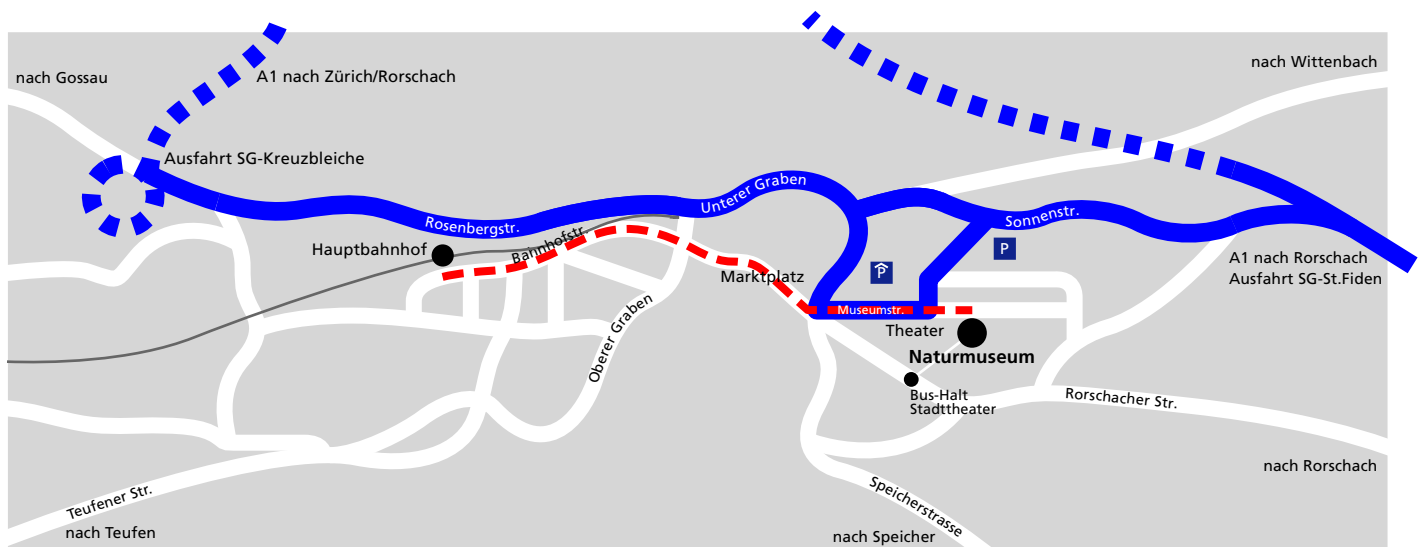 nach Gossau
A1 nach Zürich/Rorschach
nach Wittenbach
Ausfahrt SG-Kreuzbleiche
Unterer Graben
Rosenbergstr.
Sonnenstr.
Hauptbahnhof
Bahnhofstr.
P
P
A1 nach Rorschach
Ausfahrt SG-St.Fiden
Marktplatz
Museumstr.
Theater
Naturmuseum
Oberer Graben
Bus-Halt
Stadttheater
Rorschacher Str.
nach Rorschach
Teufener Str.
Speicherstrasse
nach Teufen
nach Speicher